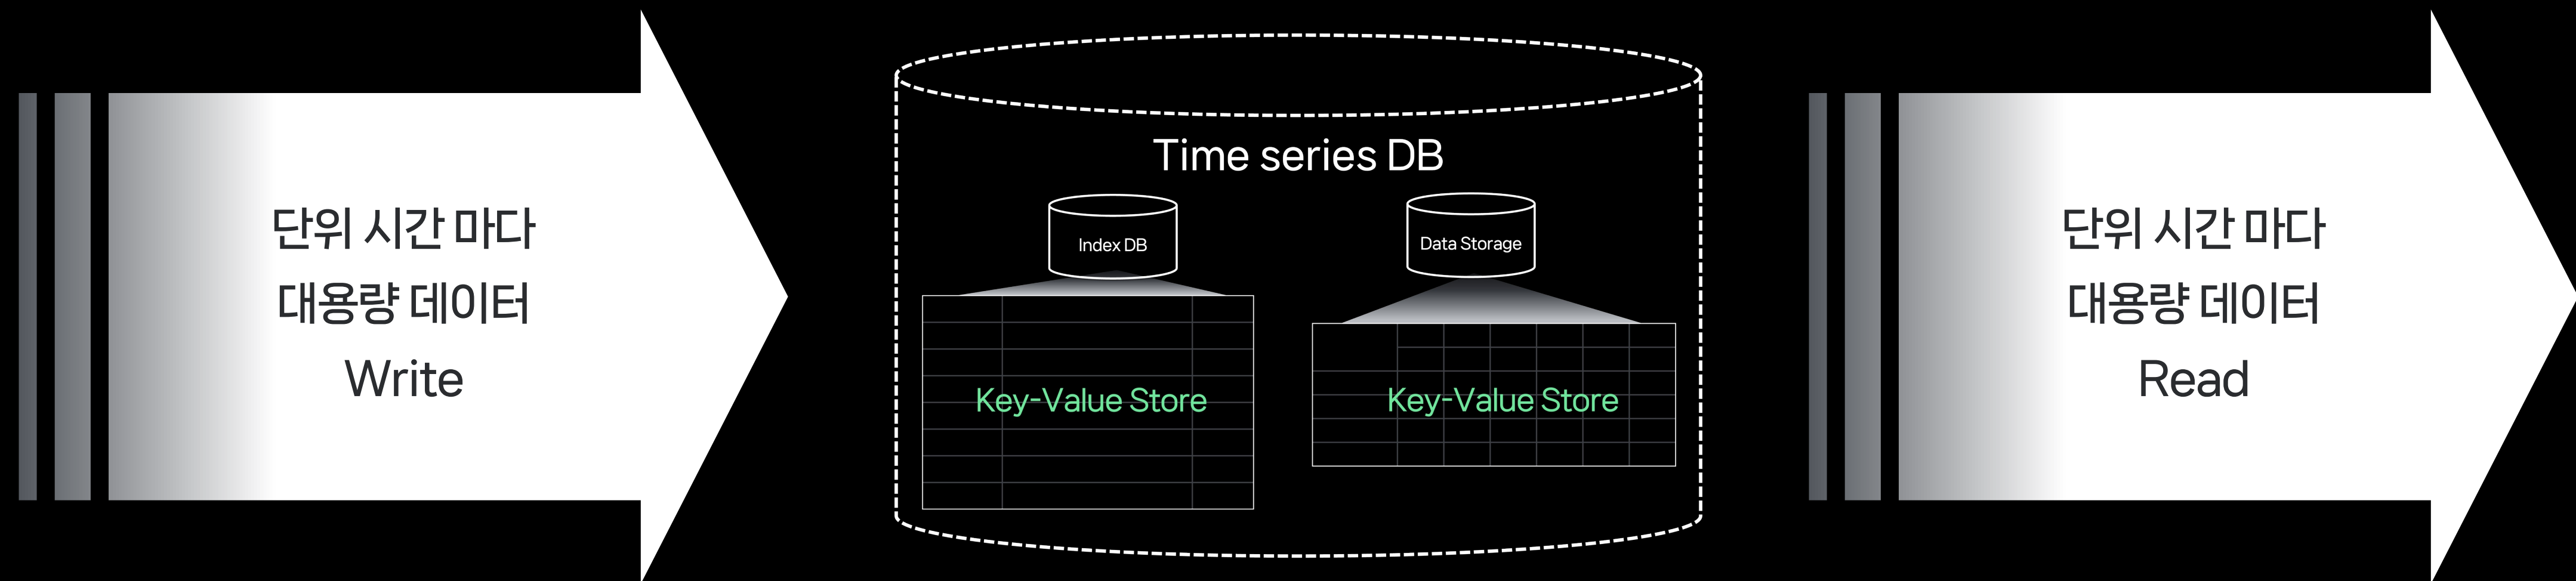 단위 시간 마다
대용량 데이터
Write
Time series DB
Index DB
Data Storage
Key-Value Store
Key-Value Store
단위 시간 마다
대용량 데이터
Read